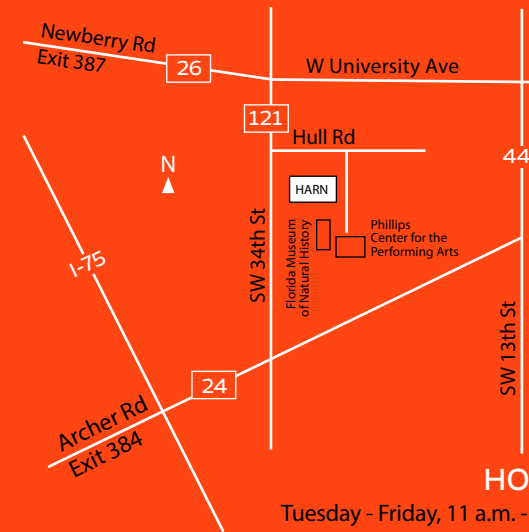 Newberry Rd
Exit 387
26
W University Ave
121
Hull Rd
44
N
HARN
Phillips
Center for the
Performing Arts
Florida Museum
of Natural History
SW 34th St
I-75
SW 13th St
24
Archer Rd
Exit 384
HO
Tuesday - Friday, 11 a.m. -